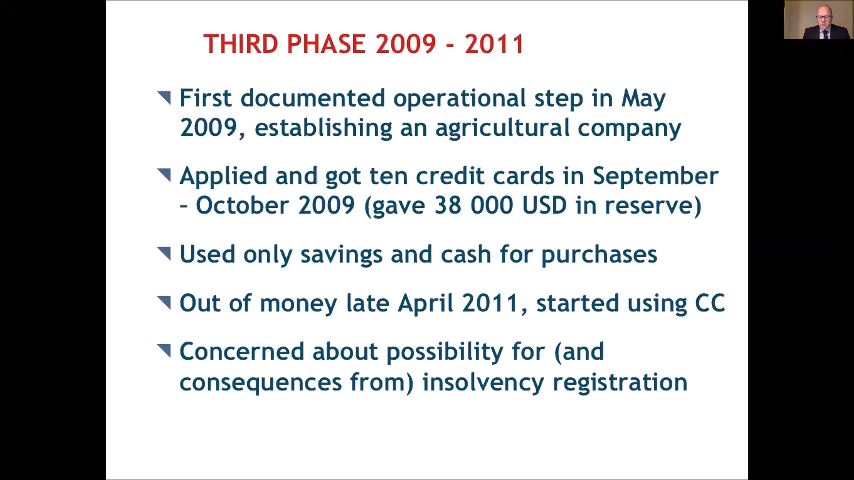 THIRD PHASE 2009 - 2011
First documented operational step in May
2009, establishing an agricultural company
Applied and got ten credit cards in September
– October 2009 (gave 38 000 USD in reserve)
Used only savings and cash for purchases
Out of money late April 2011, started using CC
Concerned about possibility for (and
consequences from) insolvency registration